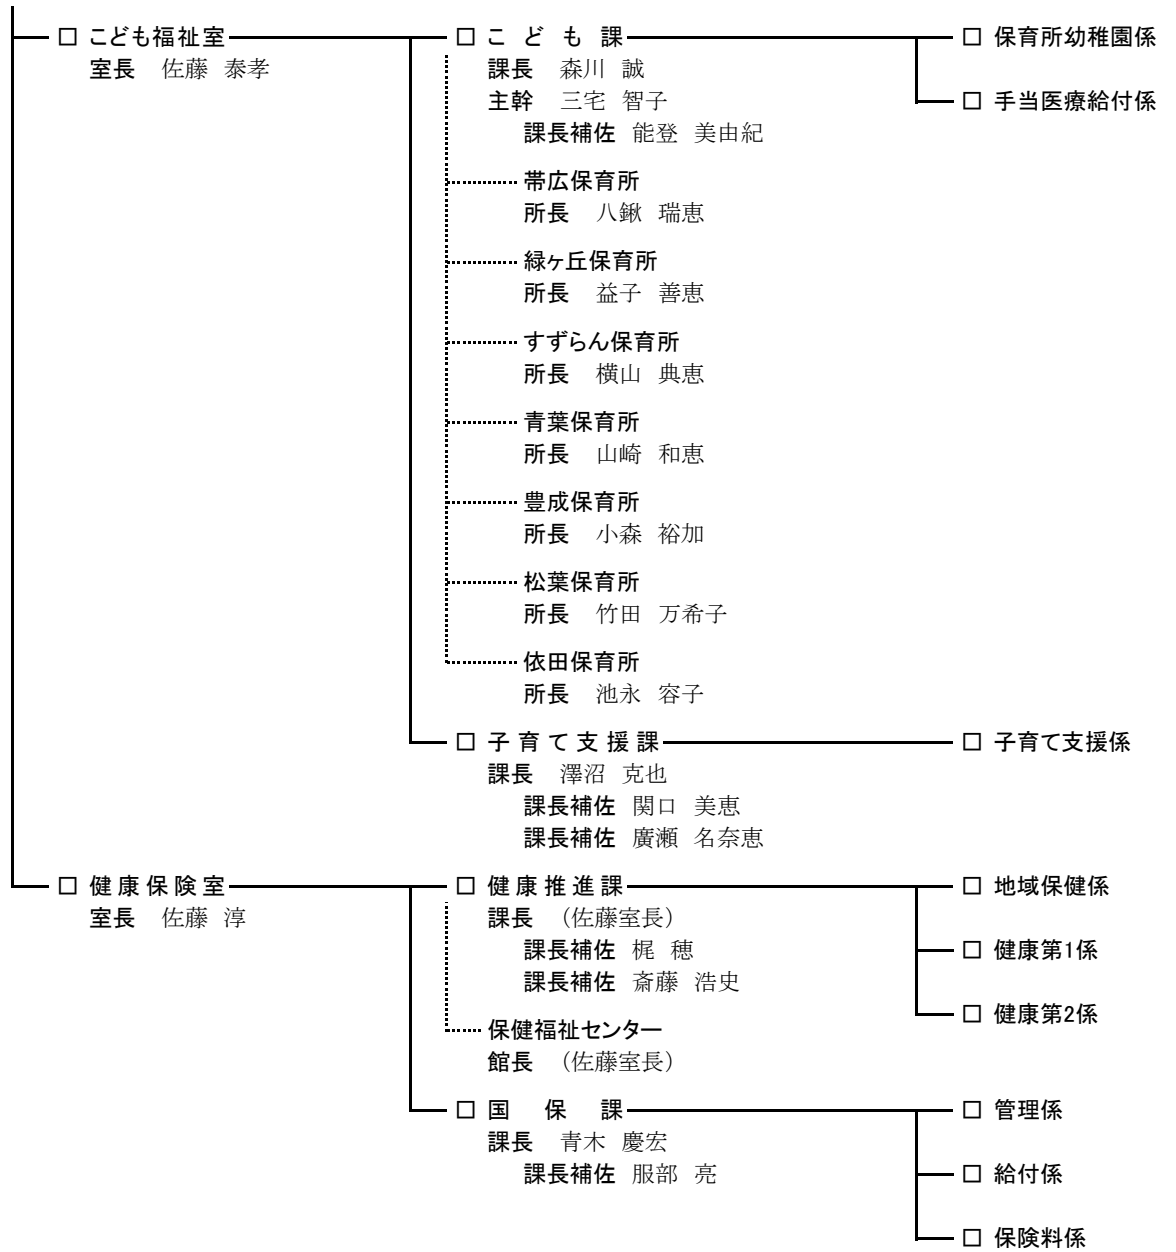 □ こども福祉室 □ こ ど も 課 □ 保育所幼稚園係
室長 佐藤 泰孝 課長 森川 誠
主幹 三宅 智子 □ 手当医療給付係
課長補佐 能登 美由紀
帯広保育所
所長 八鍬 瑞恵
緑ヶ丘保育所
所長 益子 善恵
すずらん保育所
所長 横山 典恵
青葉保育所
所長 山崎 和恵
豊成保育所
所長 小森 裕加
松葉保育所
所長 竹田 万希子
依田保育所
所長 池永 容子
□ 子 育 て 支 援 課 □ 子育て支援係
課長 澤沼 克也
課長補佐 関口 美恵
課長補佐 廣瀬 名奈恵
□ 健 康 保 険 室 □ 健 康 推 進 課 □ 地域保健係
室長 佐藤 淳 課長 (佐藤室長)
課長補佐 梶 穂 □ 健康第1係
課長補佐 斎藤 浩史
□ 健康第2係
保健福祉センター
館長 (佐藤室長)
□ 国 保 課 □ 管理係
課長 青木 慶宏
課長補佐 服部 亮 □ 給付係
□ 保険料係